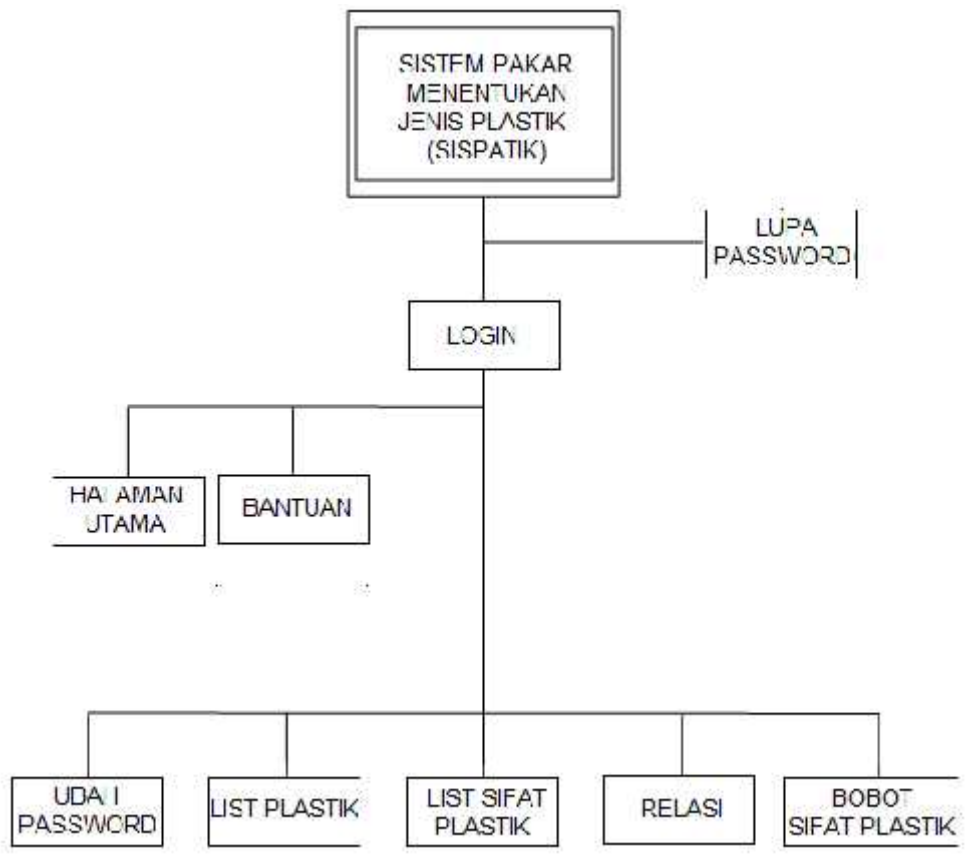 SISTEM PAKAR
MENENTUKAN
JENIS PLASTIK
(SISPATIK)
LUPA
PASSWORD
LOGIN
HALAMAN
UTAMA
BANTUAN
UBAH
PASSWORD
LIST PLASTIK
LIST SIFAT
PLASTIK
RELASI
BOBOT
SIFAT PLASTIK